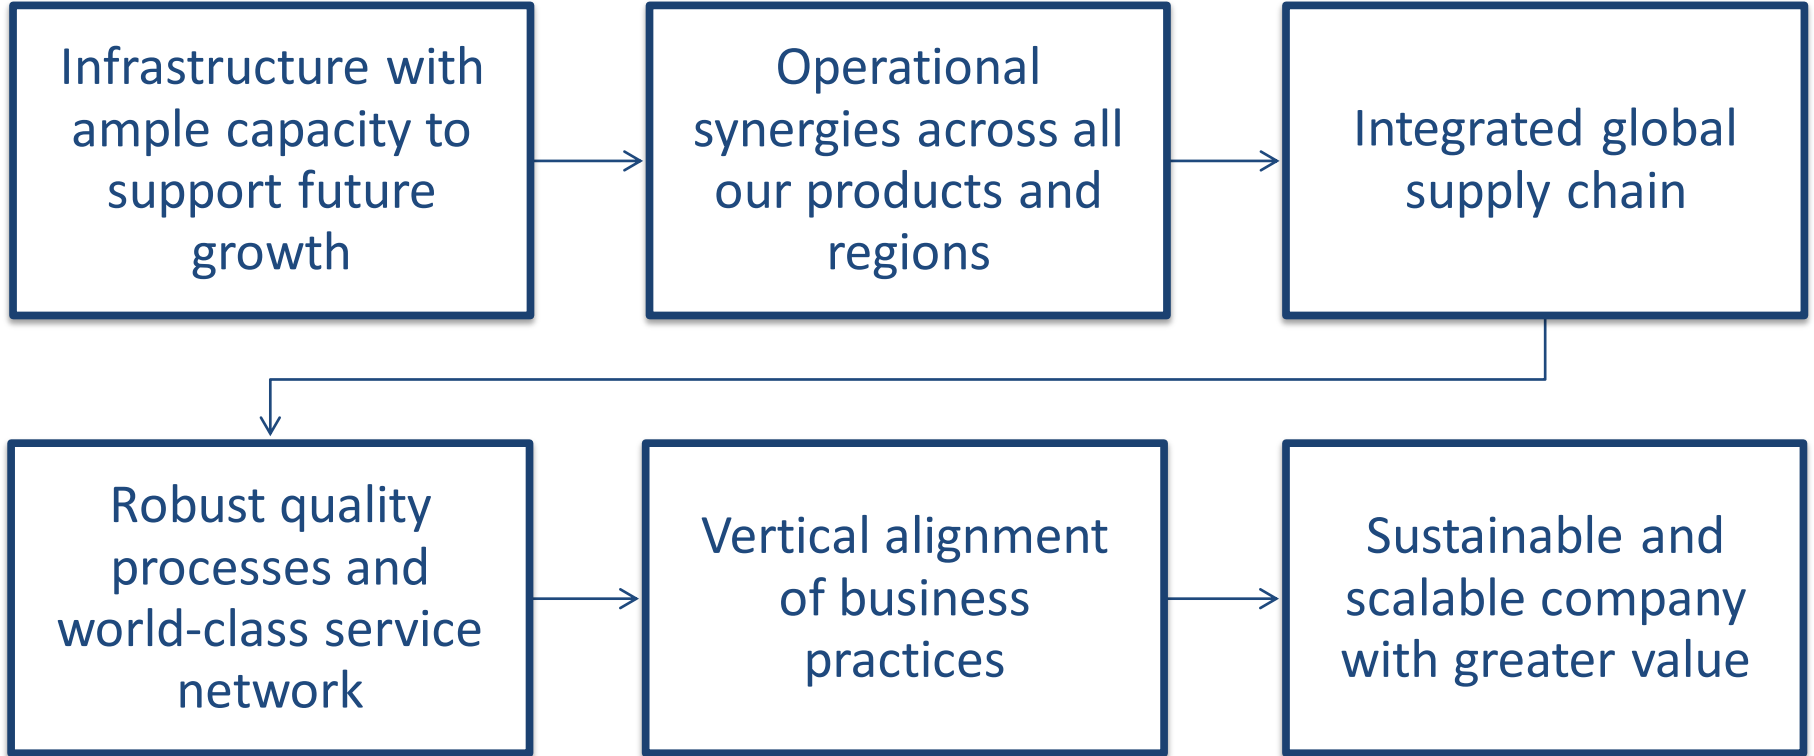 Infrastructure with
ample capacity to
support future
growth
Operational
synergies across all
our products and
regions
Integrated global
supply chain
Robust quality
processes and
world-class service
network
Vertical alignment
of business
practices
Sustainable and
scalable company
with greater value